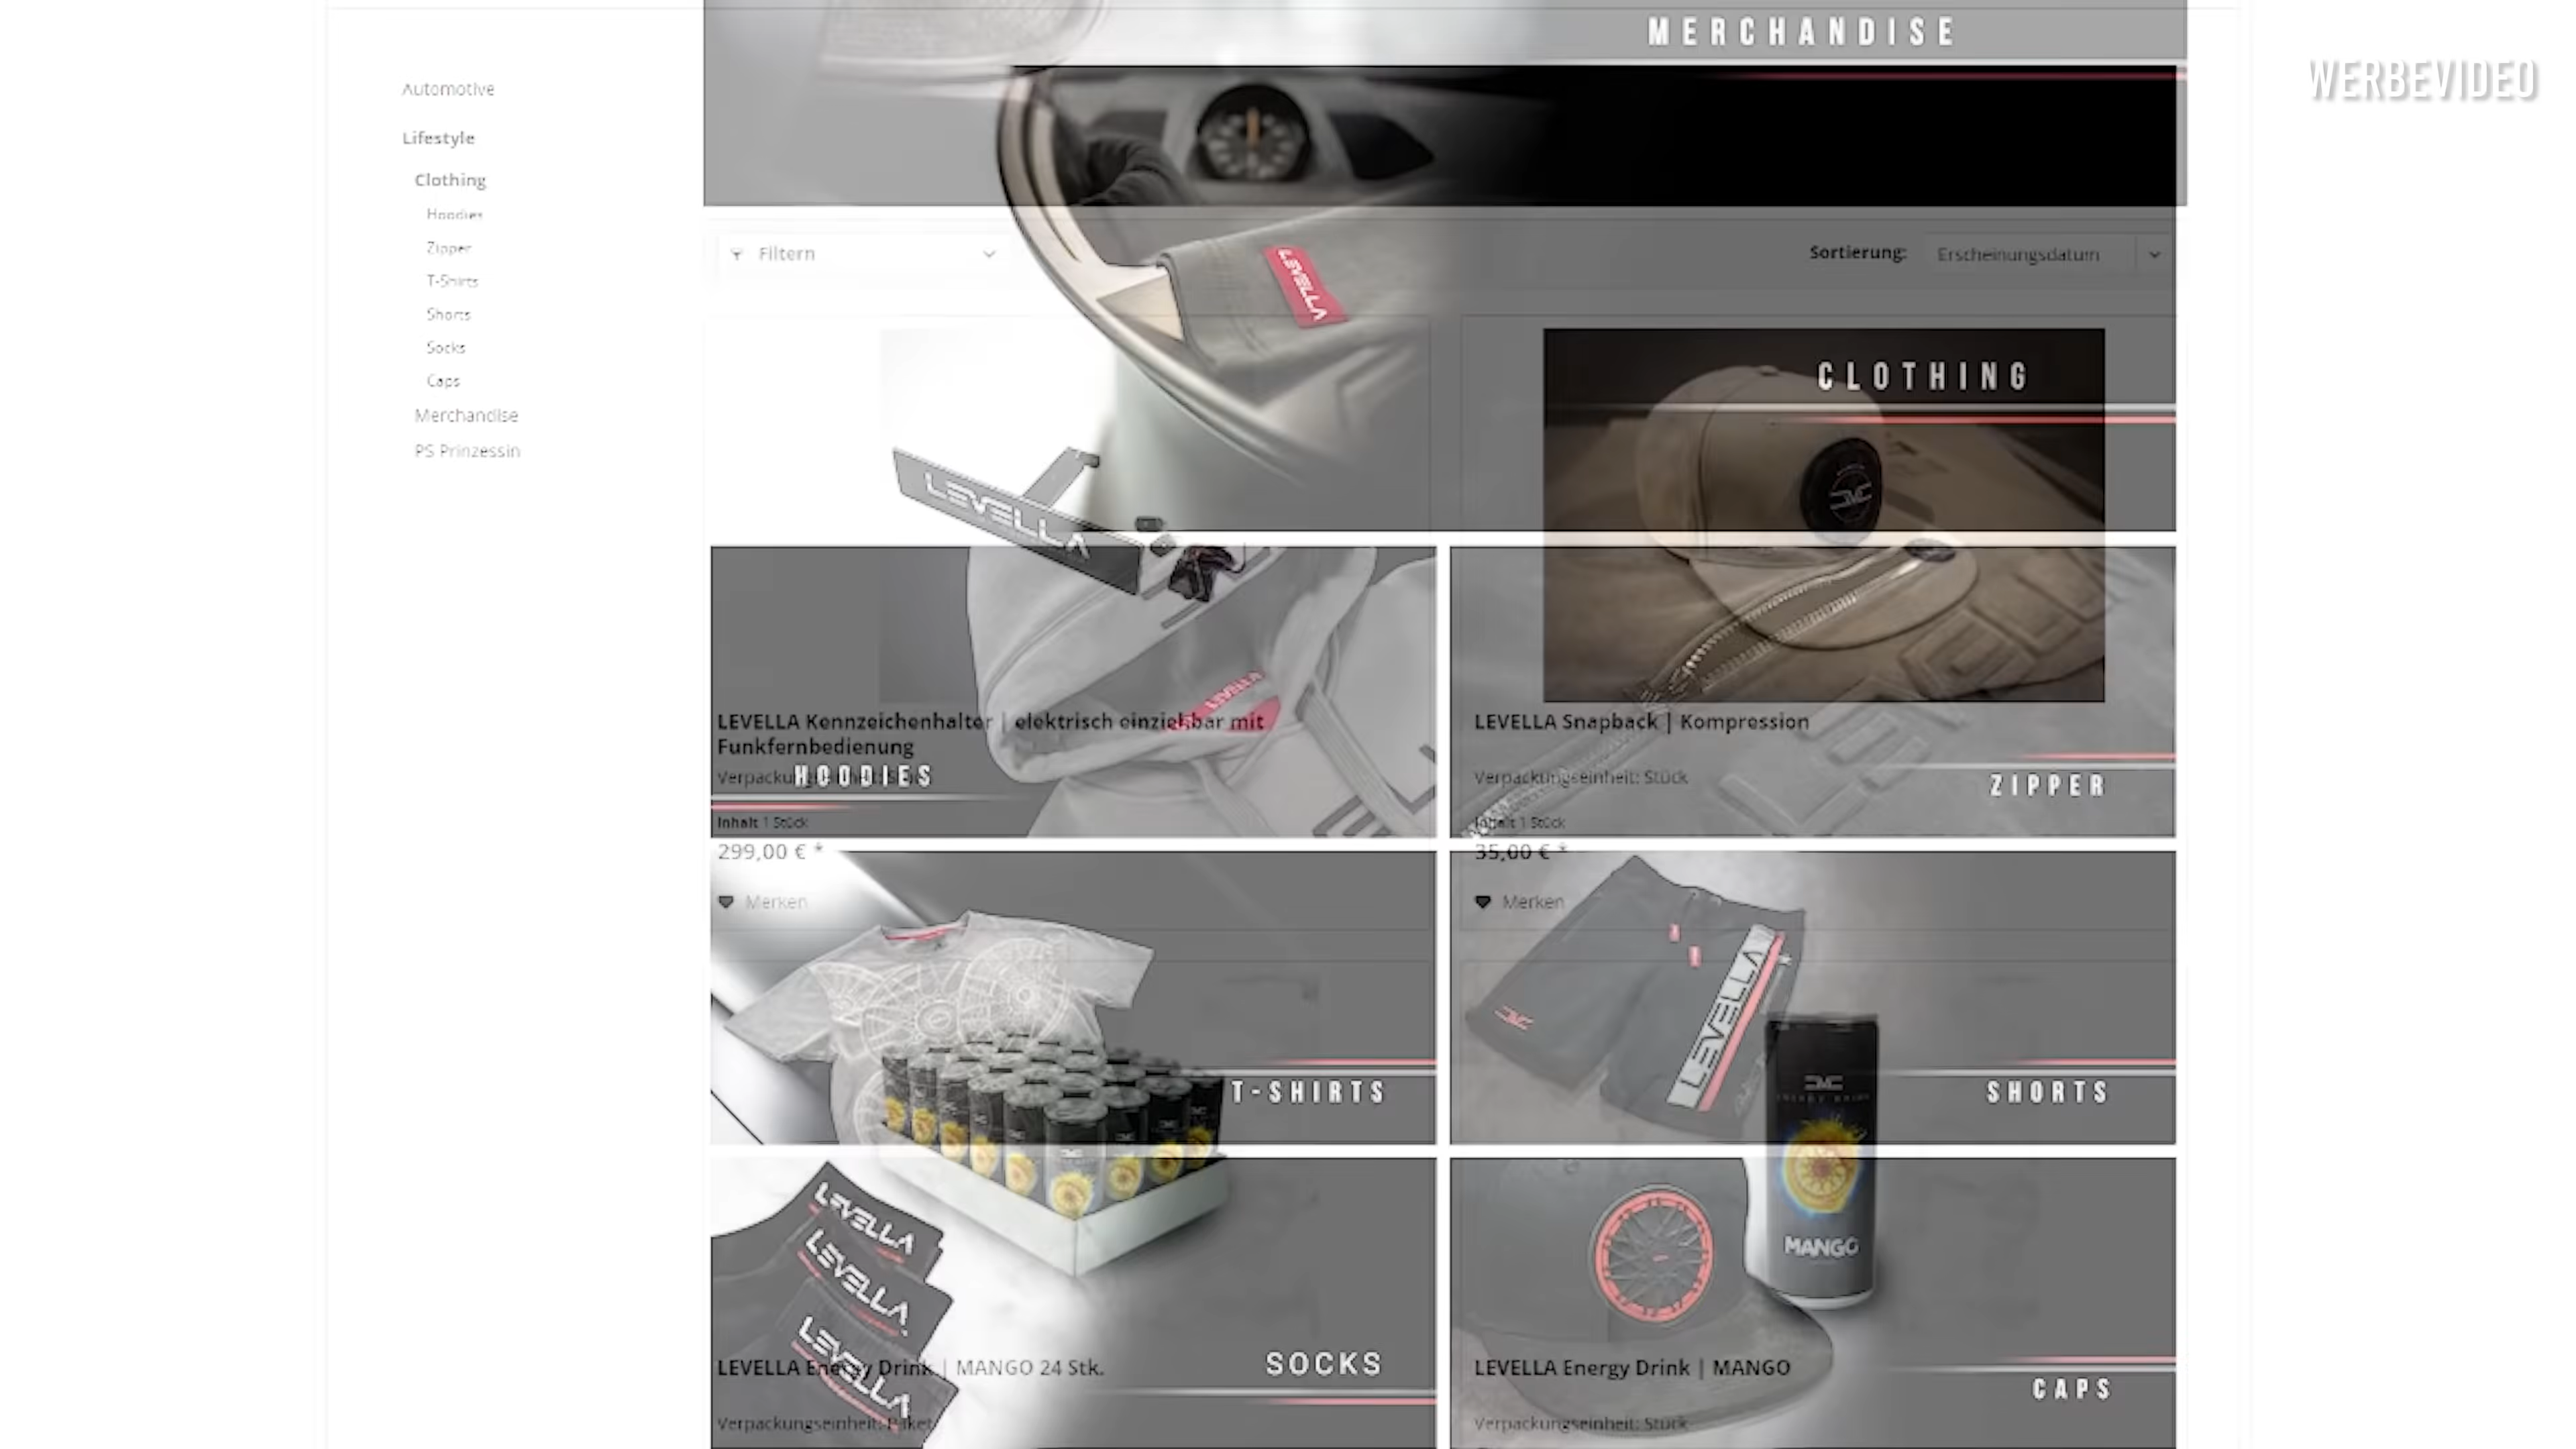 MERCHANDISE
WERBEVIDEO
Automotive
Lifestyle
Clothing
Hoodies
Zipper
T-Shirts
Shorts
Socks
Caps
Merchandise
PS Prinzessin
Filtern
Sortierung:
Erscheinungsdatum
LEVELLA
CLOTHING
LEVELLA
LEVELLA
LEVELLA Kennzeichenhalter | elektrisch einziehbar mit
Funkfernbedienung
HOODIES
Inhalt 1 Stück
299,00 € *
Merken
LEVELLA Snapback | Kompression
Verpackungseinheit: Stück
ZIPPER
Inhalt 1 Stück
35,00 € *
Merken
T-SHIRTS
LEVELLA
SHORTS
MANGO
LEVELLA
LEVELLA
LEVELLA
LEVELLA Energy Drink | MANGO 24 Stk.
SOCKS
Verpackungseinheit: Paket
LEVELLA Energy Drink | MANGO
CAPS
Verpackungseinheit: Stück